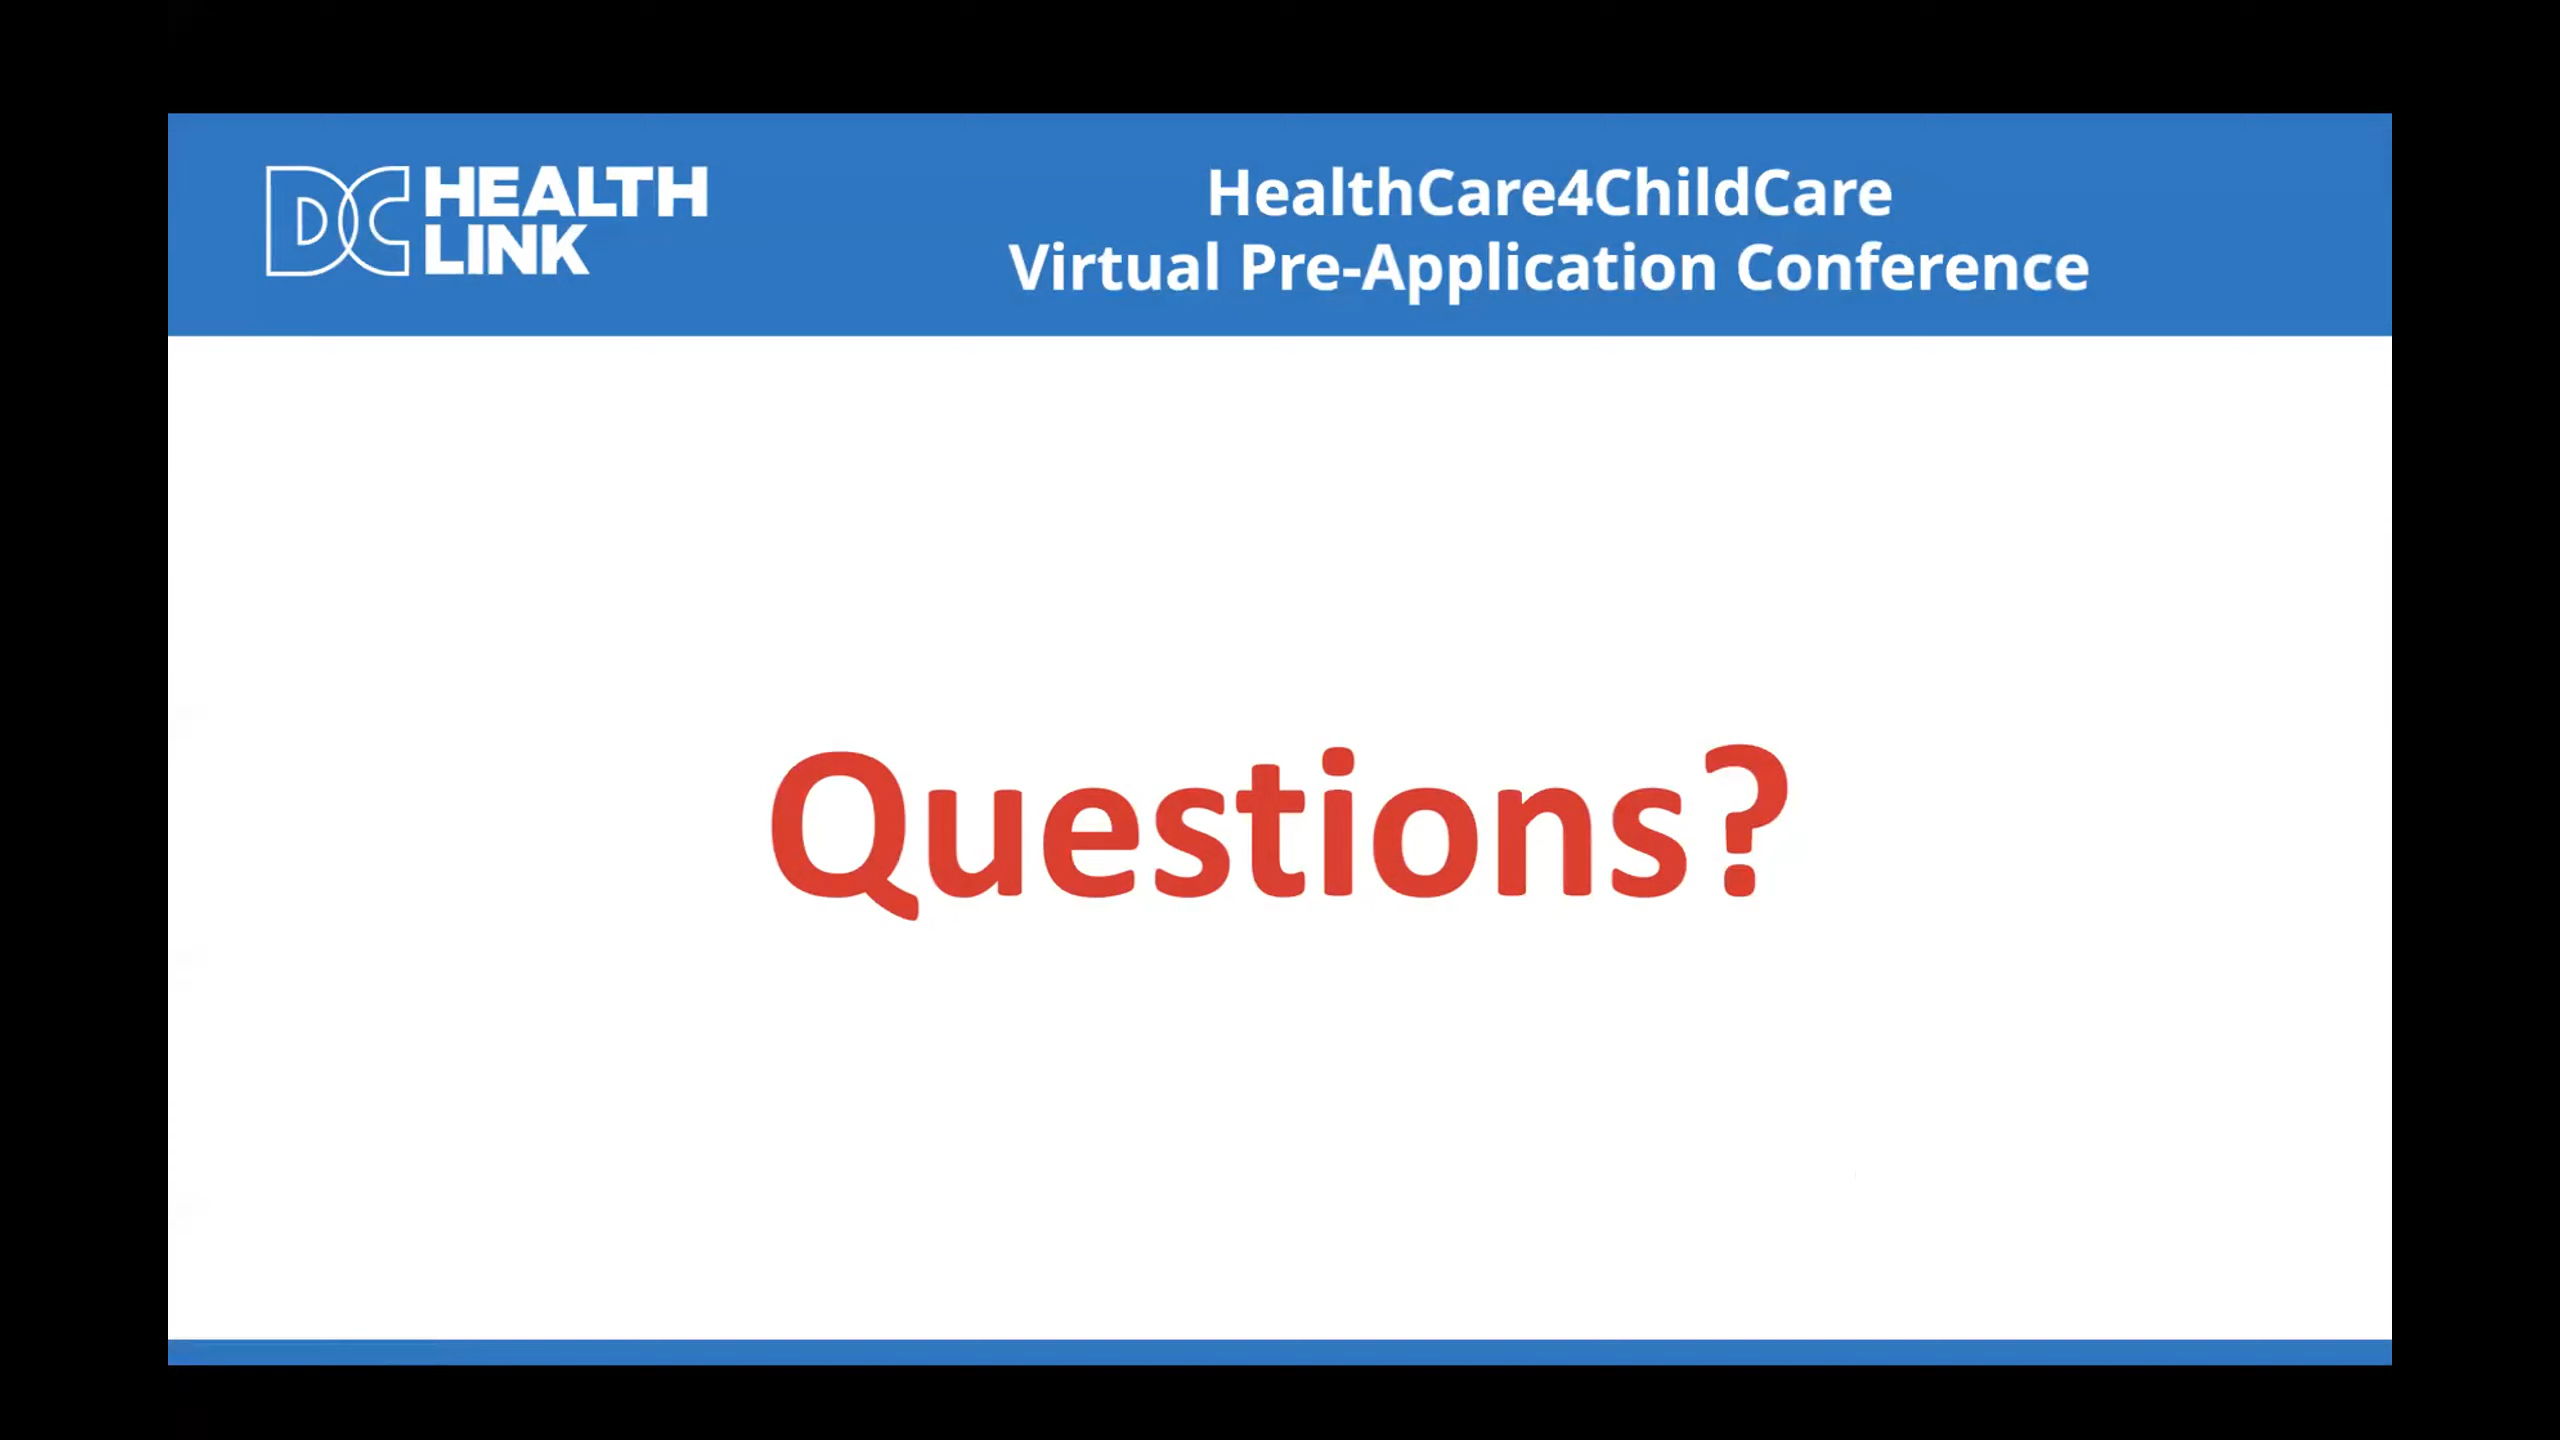 DC HEALTH
LINK
HealthCare4ChildCare
Virtual Pre-Application Conference
Questions?